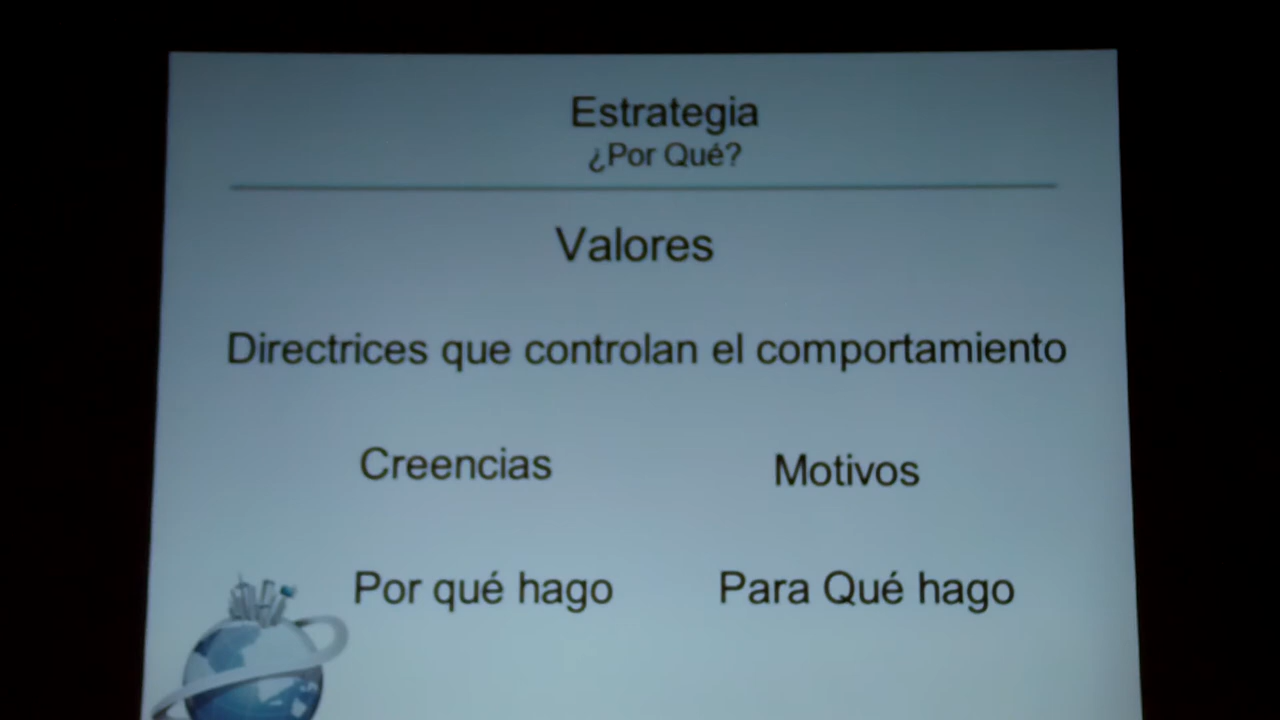 Estrategia
¿Por Qué?
Valores
Directrices que controlan el comportamiento
Creencias Motivos
Por qué hago Para Qué hago